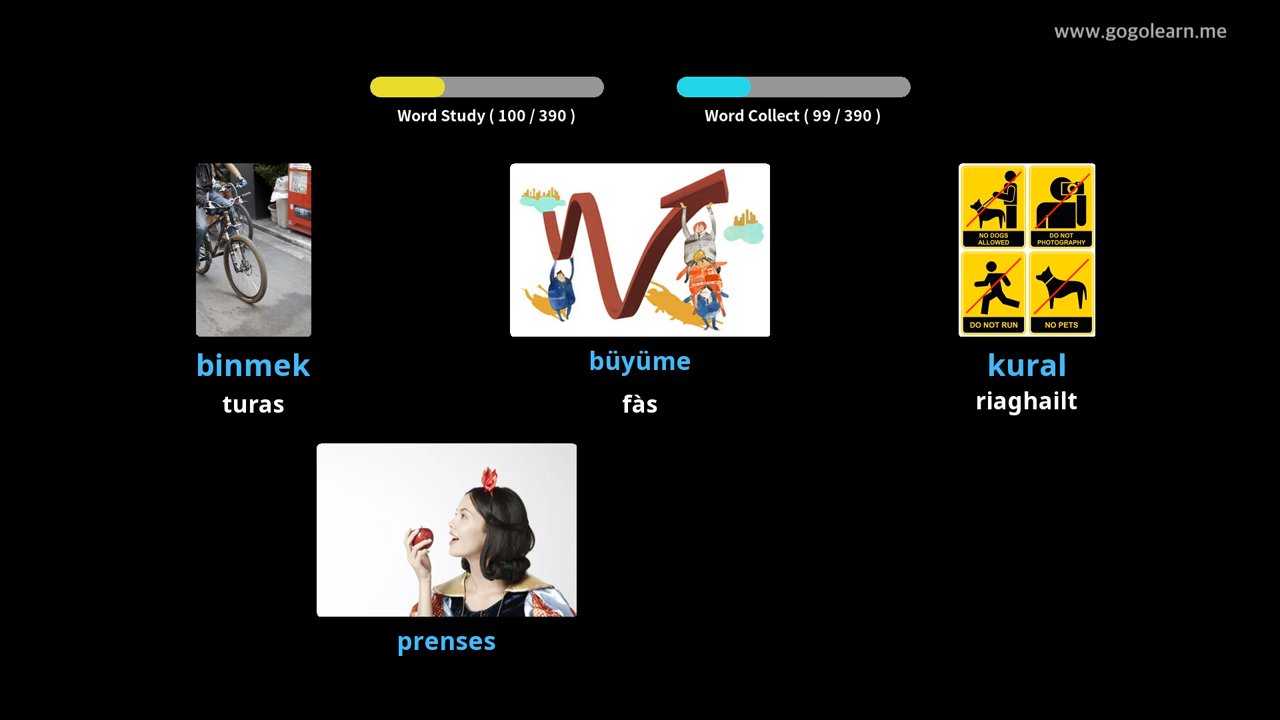 www.gogolearn.me
Word Study ( 100 / 390 )
Word Collect ( 99 / 390 )
NO DOGS
ALLOWED
DO NOT
PHOTOGRAPHY
DO NOT RUN
NO PETS
binmek
turas
büyüme
fàs
kural
riaghailt
prenses